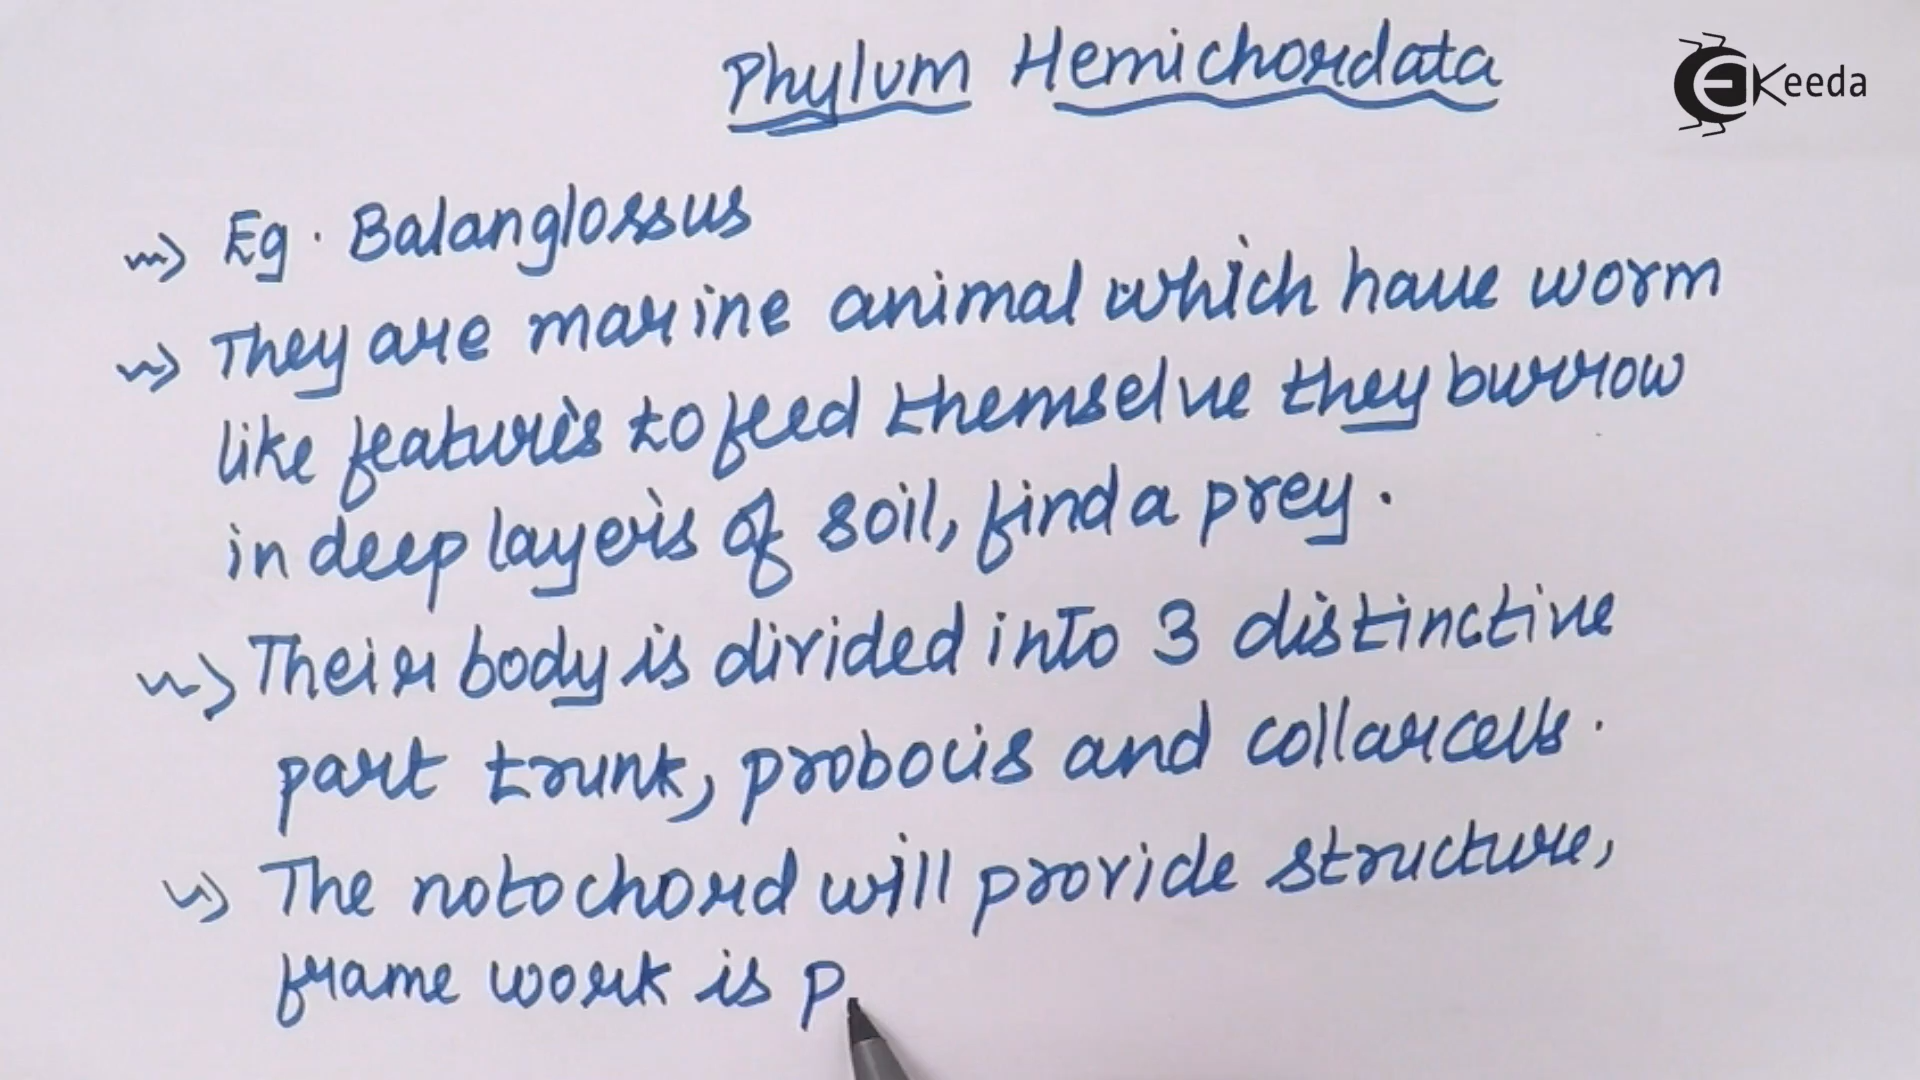 Phylum Hemichordata
EKeeda
Eg. Balanglossus
They are marine animal which have worm
like features to feed themselve they burrow
in deep layers of soil, find a prey.
Their body is divided into 3 distinctive
part trunk, probocis and collarcells.
The notochord will provide structure,
frame work is p